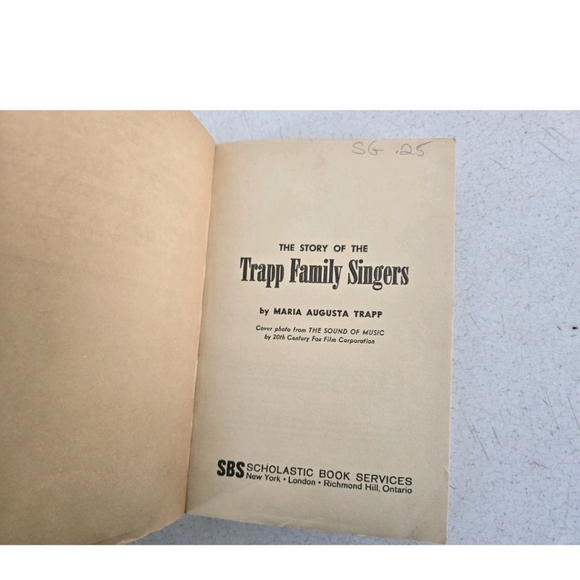 SG .25
THE STORY OF THE
Trapp Family Singers
by MARIA AUGUSTA TRAPP
Cover photo from THE SOUND OF MUSIC
by 20th Century Fox Film Corporation
SBS SCHOLASTIC BOOK SERVICES
New York • London • Richmond Hill, Ontario